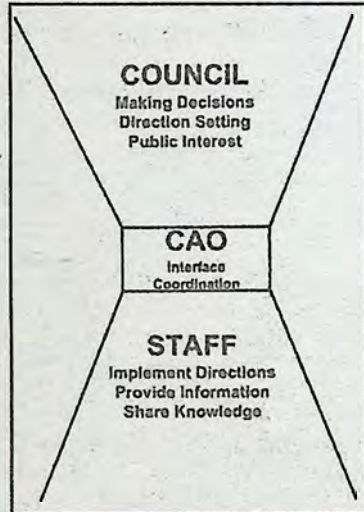 COUNCIL
Making Decisions
Direction Setting
Public Interest
CAO
Interface
Coordination
STAFF
Implement Directions
Provide Information
Share Knowledge